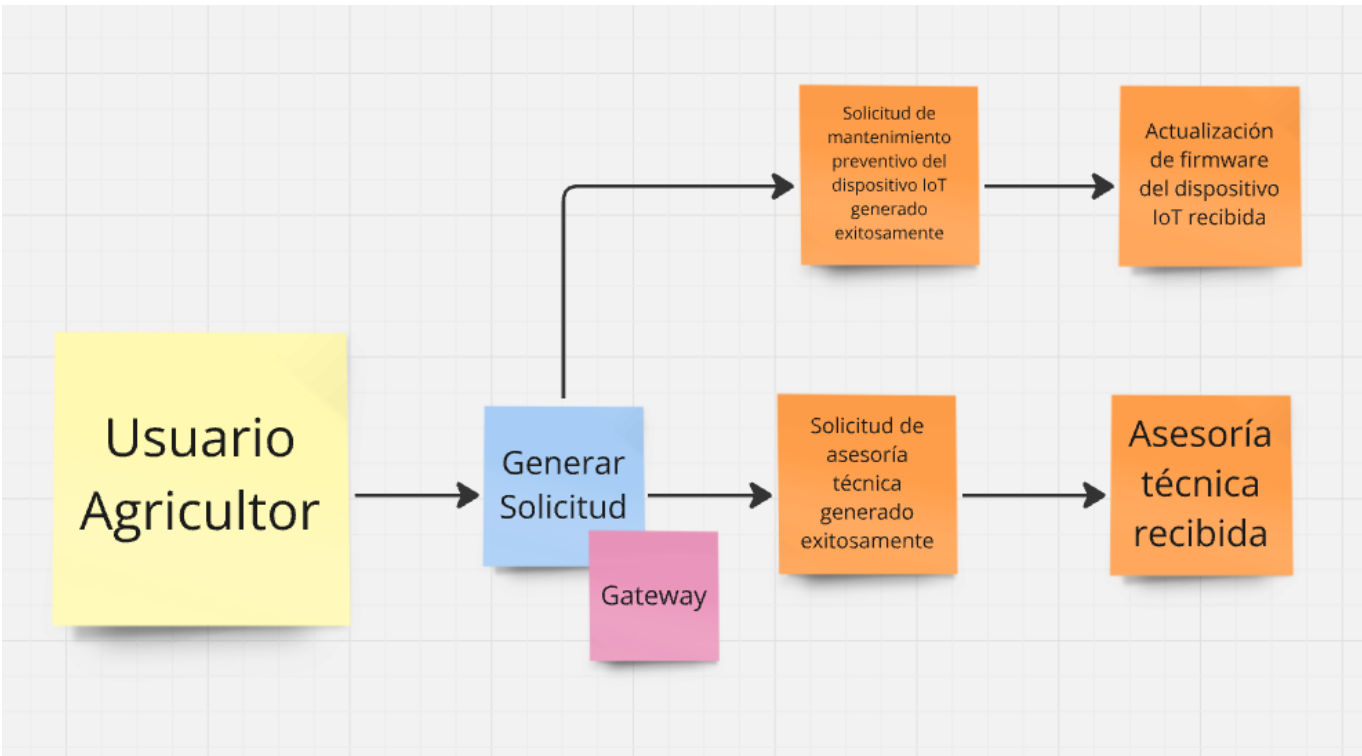 Solicitud de
mantenimiento
preventivo del
dispositivo IoT
generado
exitosamente
Actualización
de firmware
del dispositivo
IoT recibida
Usuario
Agricultor
Generar
Solicitud
Gateway
Solicitud de
asesoría
técnica
generado
exitosamente
Asesoría
técnica
recibida